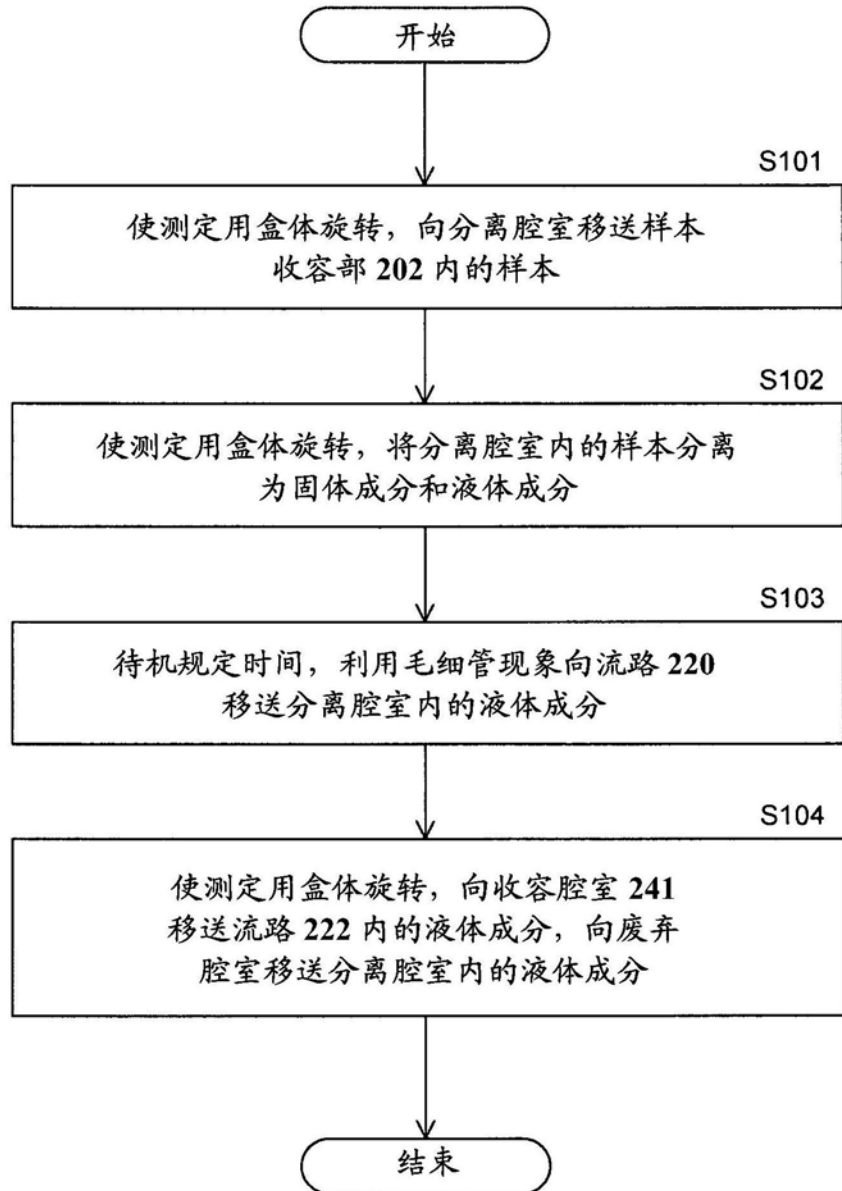 开始
S101
使测定用盒体旋转，向分离腔室移送样本
收容部 202 内的样本
S102
使测定用盒体旋转，将分离腔室内的样本分离
为固体成分和液体成分
S103
待机规定时间，利用毛细管现象向流路 220
移送分离腔室内的液体成分
S104
使测定用盒体旋转，向收容腔室 241
移送流路 222 内的液体成分，向废弃
腔室移送分离腔室内的液体成分
结束